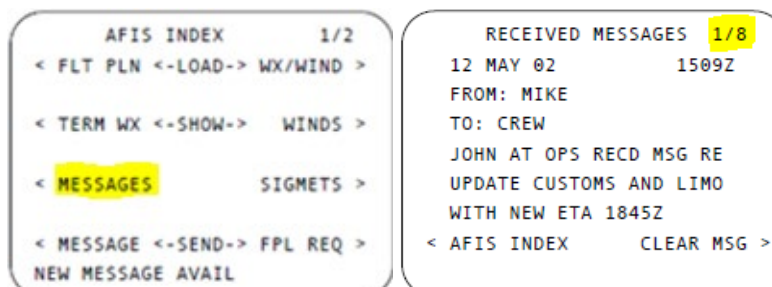 AFIS INDEX 1/2
< FLT PLN <-LOAD-> WX/WIND >
< TERM WX <-SHOW-> WINDS >
< MESSAGES SIGMETS >
< MESSAGE <-SEND-> FPL REQ >
NEW MESSAGE AVAIL
RECEIVED MESSAGES 1/8
12 MAY 02 1509Z
FROM: MIKE
TO: CREW
JOHN AT OPS RECD MSG RE
UPDATE CUSTOMS AND LIMO
WITH NEW ETA 1845Z
< AFIS INDEX CLEAR MSG >